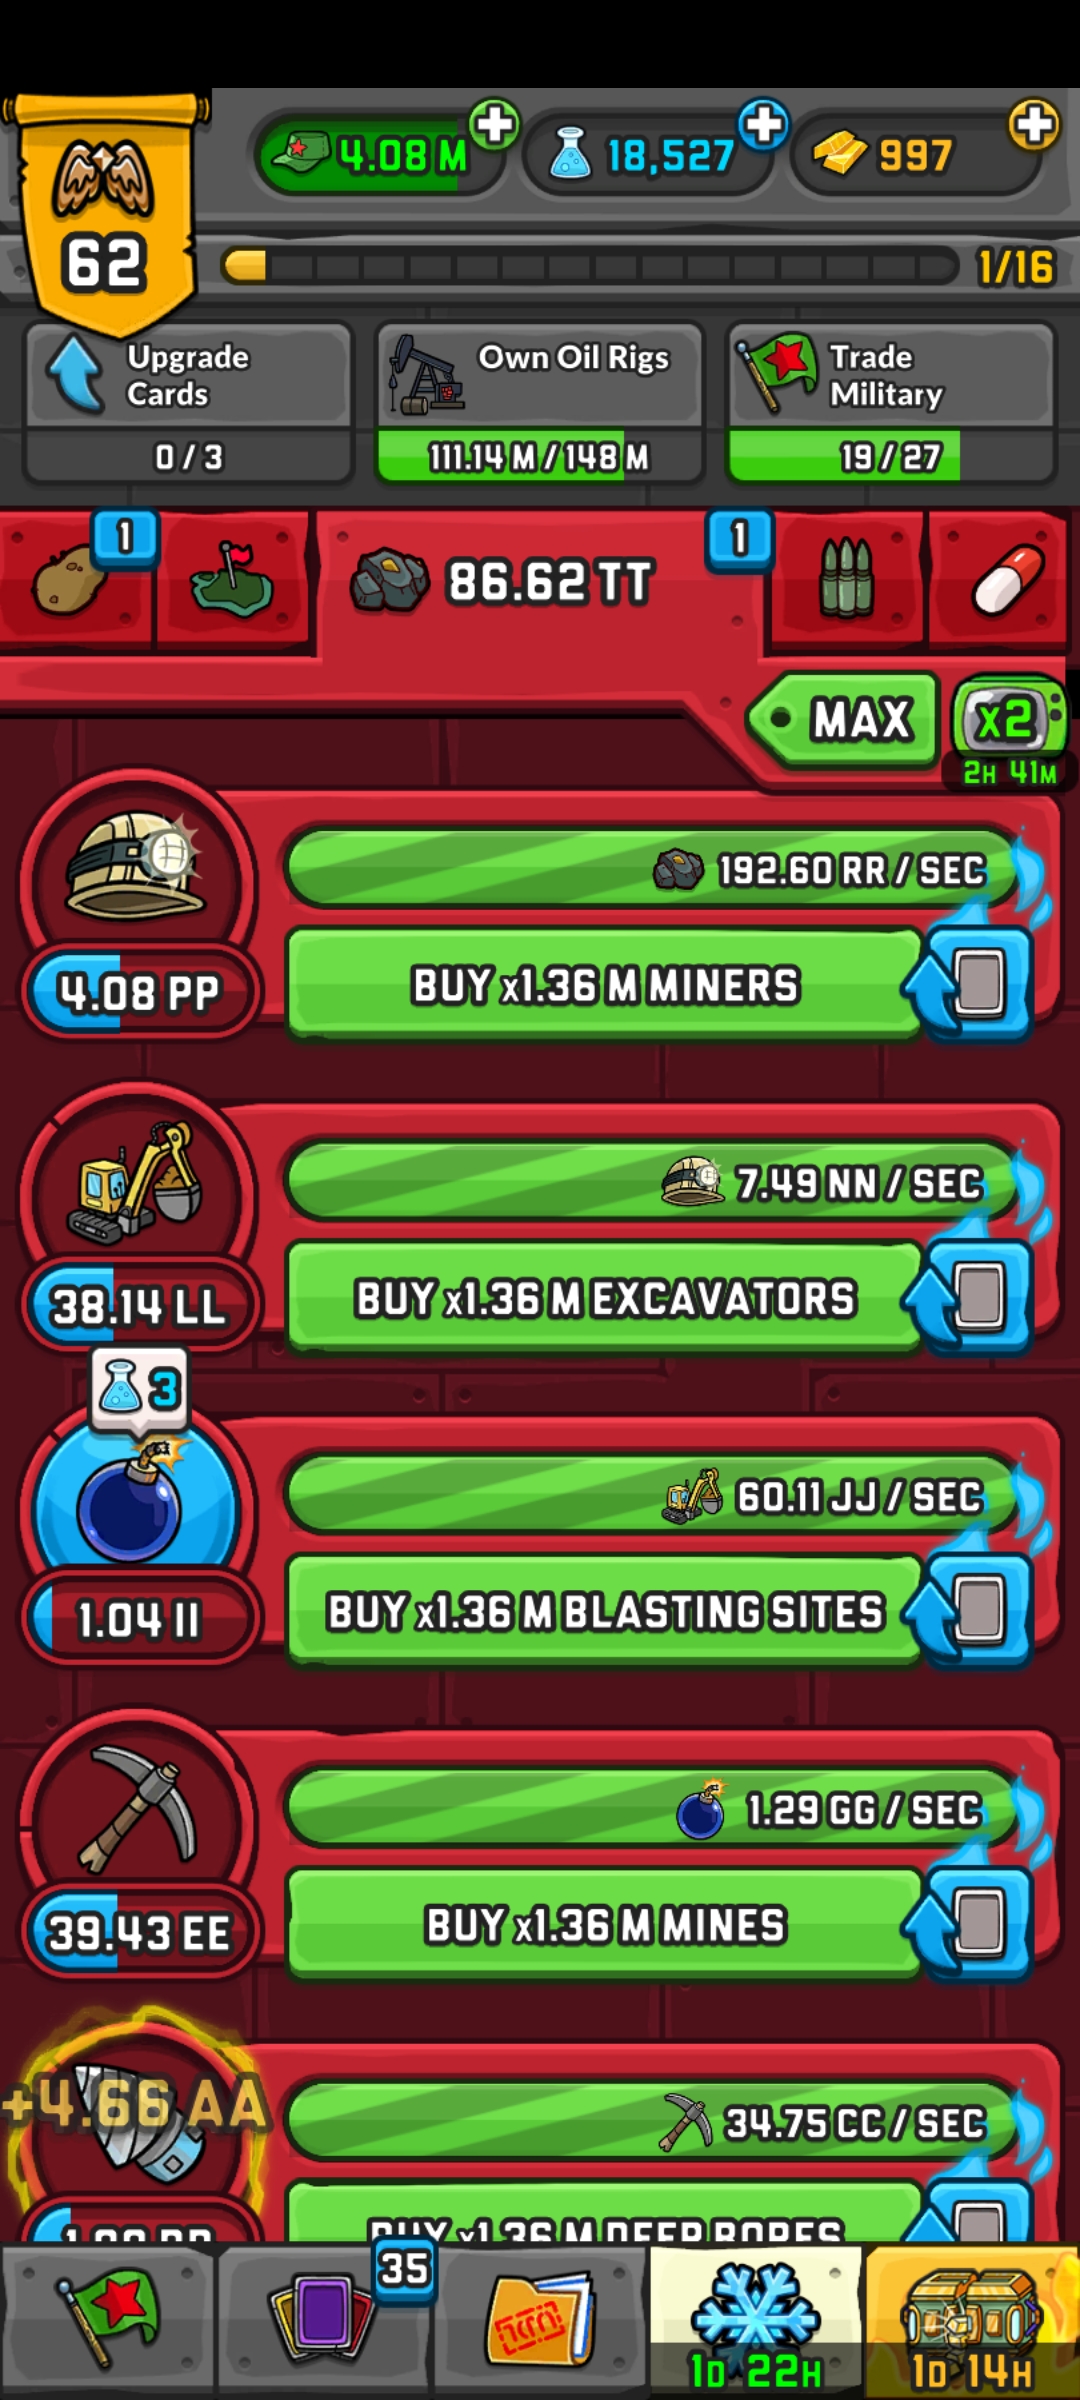 4.08 M
18,527
997
62
1/16
Upgrade
Cards
0 / 3
Own Oil Rigs
111.14 M / 148 M
Trade
Military
19 / 27
1
86.62 TT
1
MAX
x2
2H 41M
192.60 RR / SEC
4.08 PP
BUY x1.36 M MINERS
7.49 NN / SEC
38.14 LL
BUY x1.36 M EXCAVATORS
3
60.11 JJ / SEC
1.04 II
BUY x1.36 M BLASTING SITES
1.29 GG / SEC
39.43 EE
BUY x1.36 M MINES
+4.66 AA
34.75 CC / SEC
BUY x1.36 M DEEP BORES
35
1D 22H
1D 14H